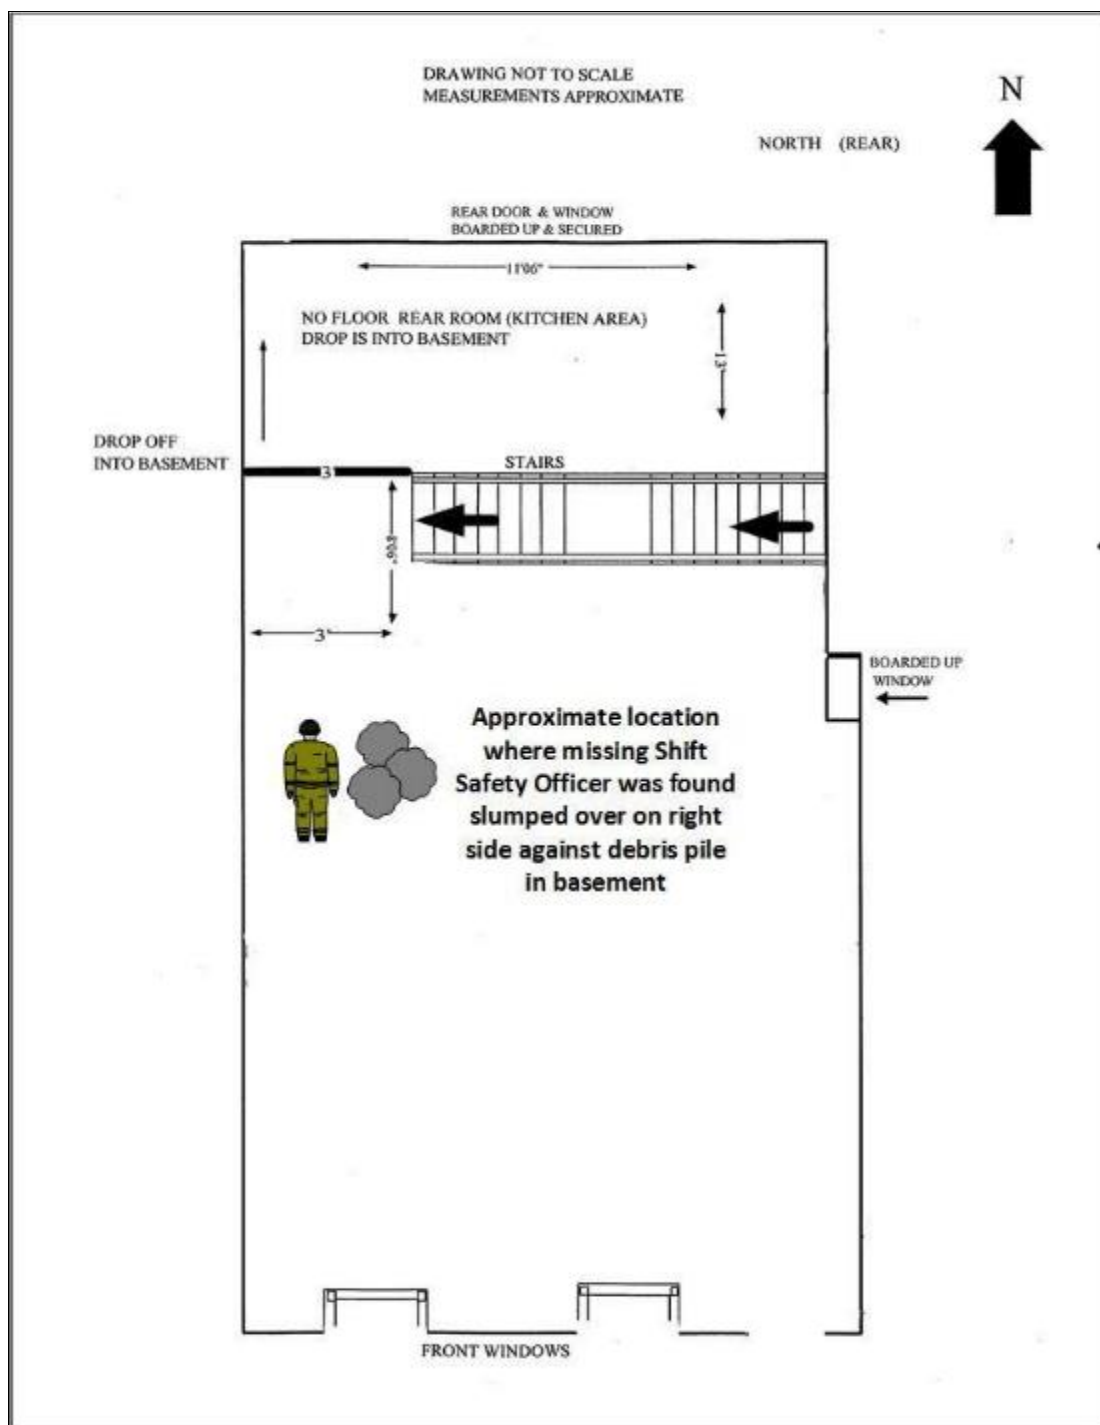 DRAWING NOT TO SCALE
MEASUREMENTS APPROXIMATE
N
NORTH (REAR)
REAR DOOR & WINDOW
BOARDED UP & SECURED
11'06"
NO FLOOR REAR ROOM (KITCHEN AREA)
DROP IS INTO BASEMENT
13'
DROP OFF
INTO BASEMENT
3'
STAIRS
8'06"
3'
BOARDED UP
WINDOW
Approximate location
where missing Shift
Safety Officer was found
slumped over on right
side against debris pile
in basement
FRONT WINDOWS